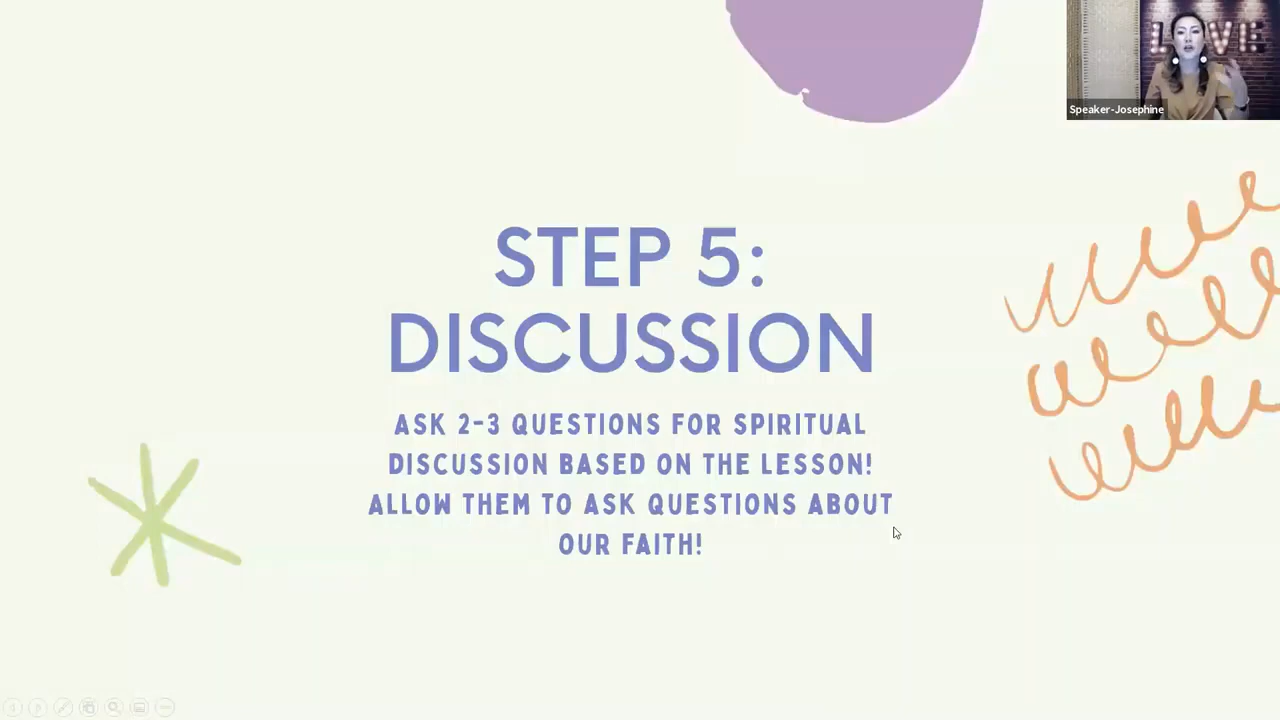 STEP 5:
DISCUSSION
ASK 2-3 QUESTIONS FOR SPIRITUAL
DISCUSSION BASED ON THE LESSON!
ALLOW THEM TO ASK QUESTIONS ABOUT
OUR FAITH!
LOVE
Speaker-Josephine